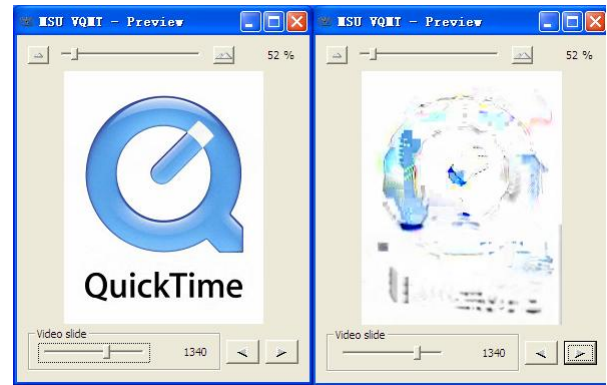 MSU VQMT - Preview
52 %
QuickTime
Video slide
1340
MSU VQMT - Preview
52 %
Video slide
1340